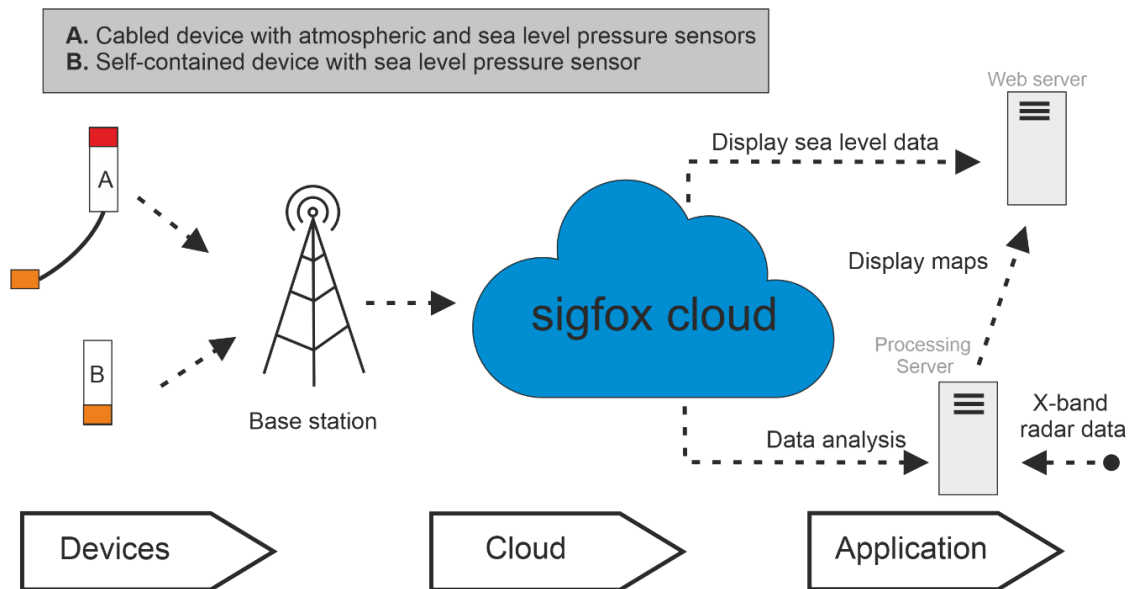 A. Cabled device with atmospheric and sea level pressure sensors
B. Self-contained device with sea level pressure sensor
Web server
Display sea level data
A
Display maps
sigfox cloud
Processing
Server
B
Base station
X-band
radar data
Data analysis
Devices
Cloud
Application